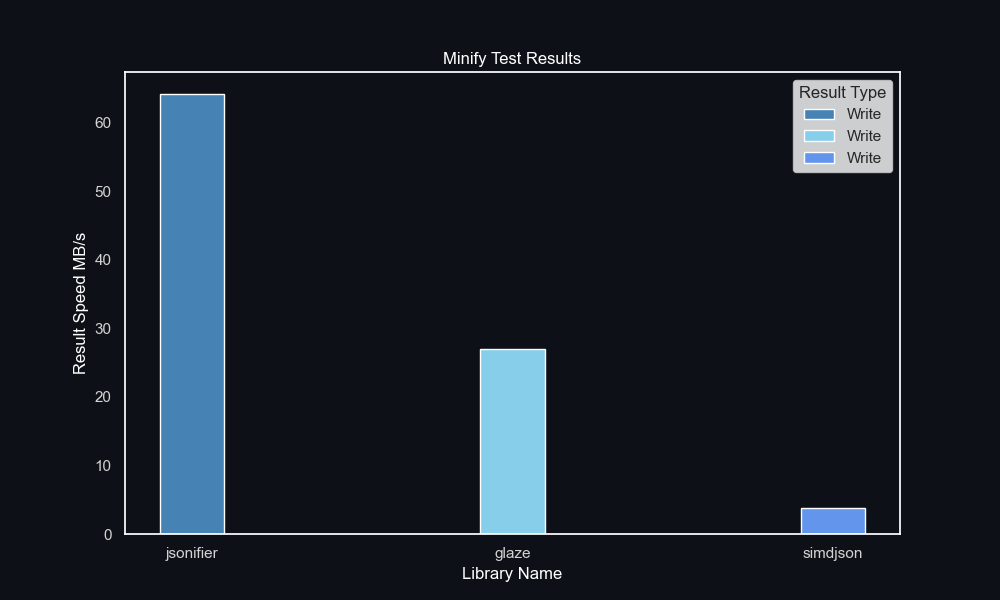 Minify Test Results
Result Type
Write
Write
Write
Result Speed MB/s
60
50
40
30
20
10
0
jsonifier
glaze
simdjson
Library Name